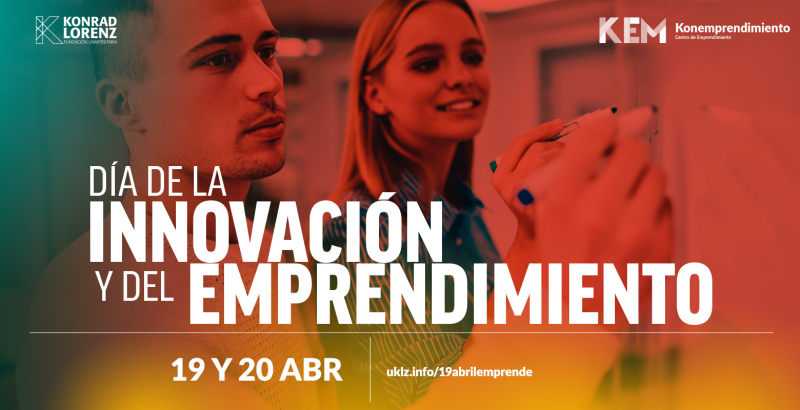 KONRAD
LORENZ
FUNDACIÓN UNIVERSITARIA
KEM
Konemprendimiento
Centro de Emprendimiento
DÍA DE LA
INNOVACIÓN
Y DEL EMPRENDIMIENTO
19 Y 20 ABR
uklz.info/19abrilemprende